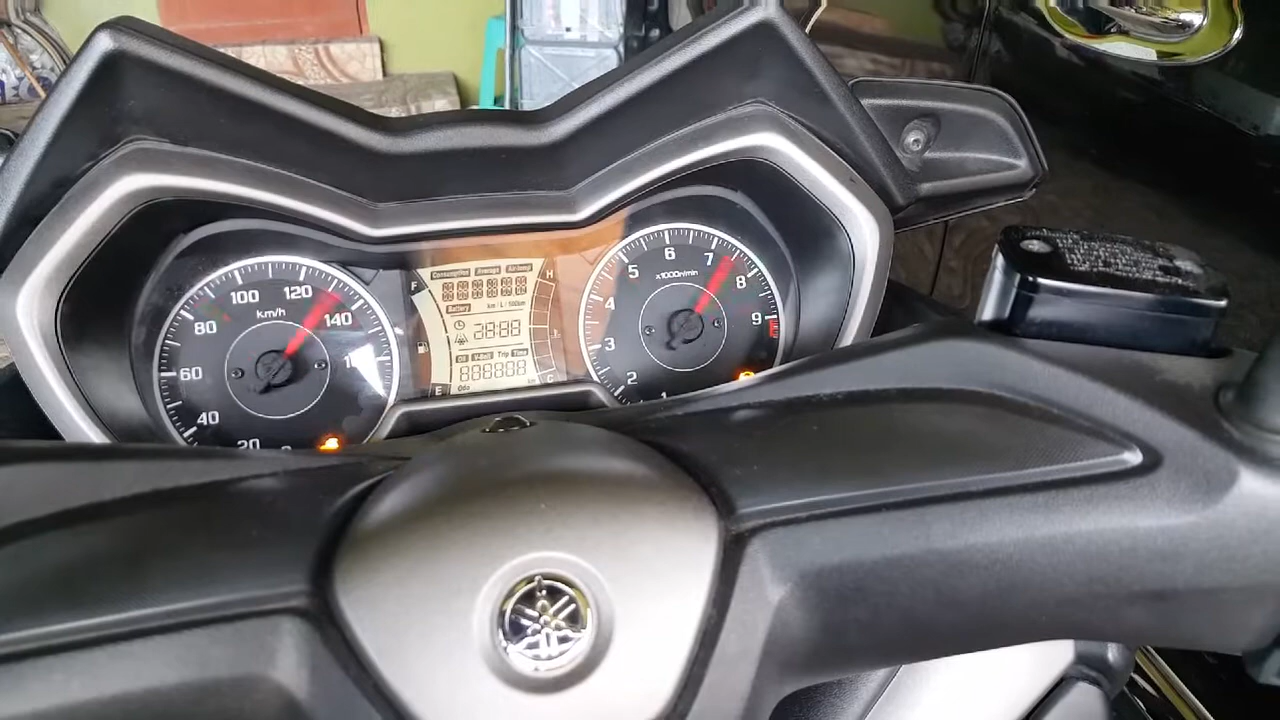 20
40
60
80
100
120
140
km/h
Consumption Average Air temp
km/L/100km
Battery
28:88
Oil V-Belt Trip Time
888888
Odo
km
F
E
H
C
1
2
3
4
5
6
7
8
9
x1000r/min